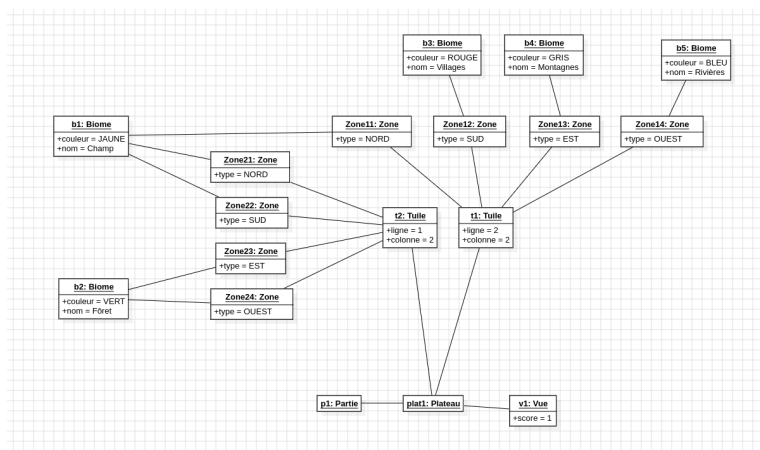 b3: Biome
+couleur = ROUGE
+nom = Villages
b4: Biome
+couleur = GRIS
+nom = Montagnes
b5: Biome
+couleur = BLEU
+nom = Rivières
b1: Biome
+couleur = JAUNE
+nom = Champ
Zone11: Zone
+type = NORD
Zone12: Zone
+type = SUD
Zone13: Zone
+type = EST
Zone14: Zone
+type = OUEST
Zone21: Zone
+type = NORD
Zone22: Zone
+type = SUD
t2: Tuile
+ligne = 1
+colonne = 2
t1: Tuile
+ligne = 2
+colonne = 2
Zone23: Zone
+type = EST
b2: Biome
+couleur = VERT
+nom = Fôret
Zone24: Zone
+type = OUEST
p1: Partie
plat1: Plateau
v1: Vue
+score = 1